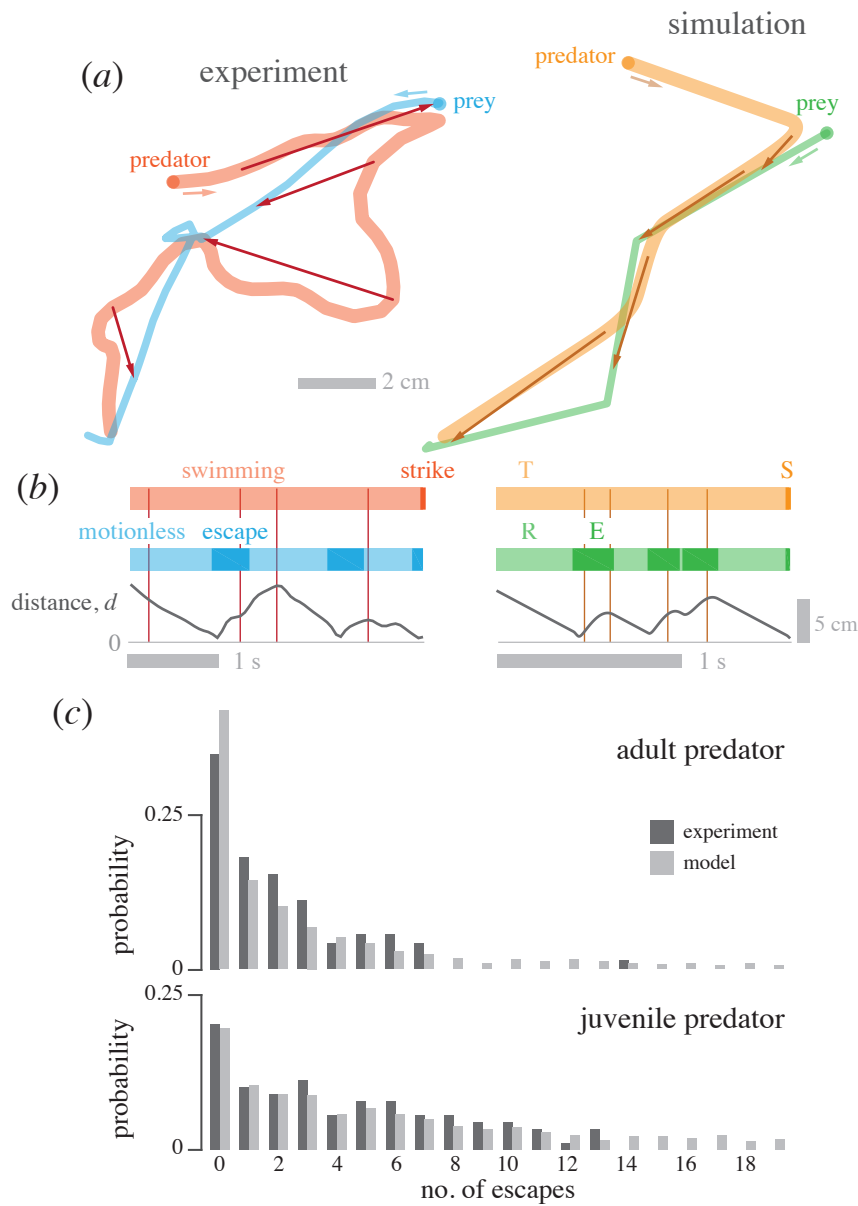 simulation
(a)
experiment
predator
prey
prey
predator
2 cm
(b)
swimming
strike
T
S
motionless
escape
R
E
distance, d
0
5 cm
1 s
1 s
(c)
adult predator
0.25
experiment
model
probability
0
0.25
juvenile predator
probability
0
0 2 4 6 8 10 12 14 16 18
no. of escapes